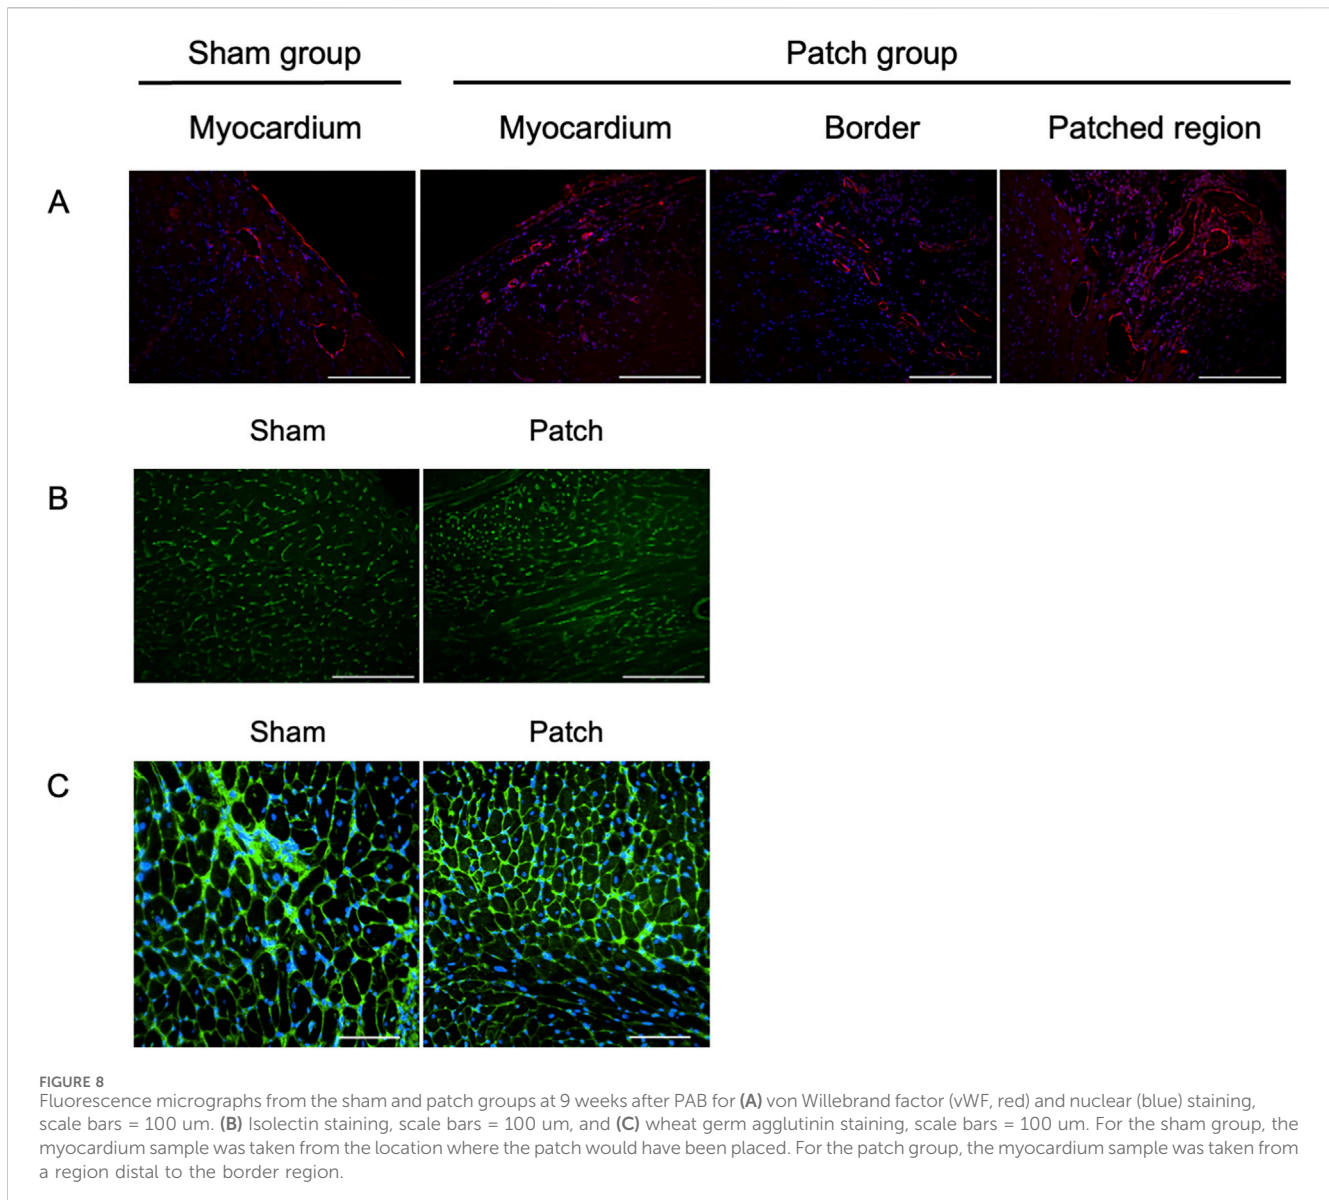 Sham group
Patch group
Myocardium
Myocardium
Border
Patched region
A
Sham
Patch
B
Sham
Patch
C
FIGURE 8
Fluorescence micrographs from the sham and patch groups at 9 weeks after PAB for (A) von Willebrand factor (vWF, red) and nuclear (blue) staining,
scale bars = 100 um. (B) Isolectin staining, scale bars = 100 um, and (C) wheat germ agglutinin staining, scale bars = 100 um. For the sham group, the
myocardium sample was taken from the location where the patch would have been placed. For the patch group, the myocardium sample was taken from
a region distal to the border region.